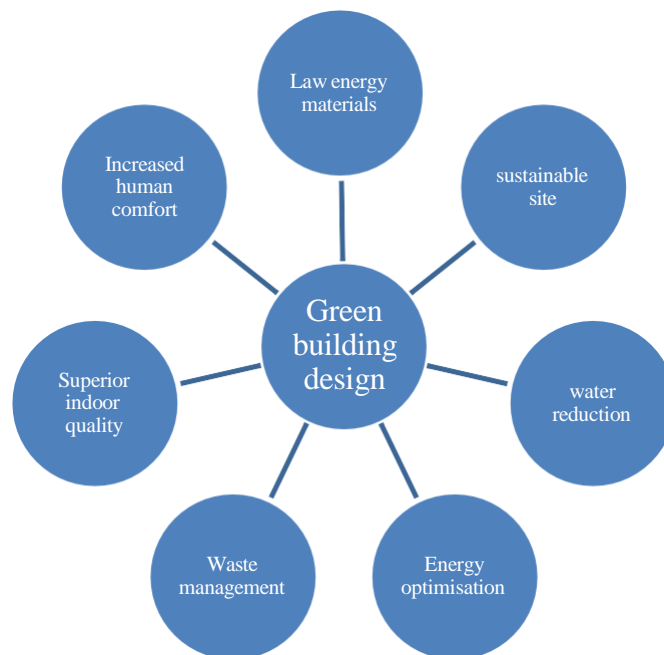 Law energy
materials
Increased
human
comfort
sustainable
site
Green
building
design
Superior
indoor
quality
water
reduction
Waste
management
Energy
optimisation